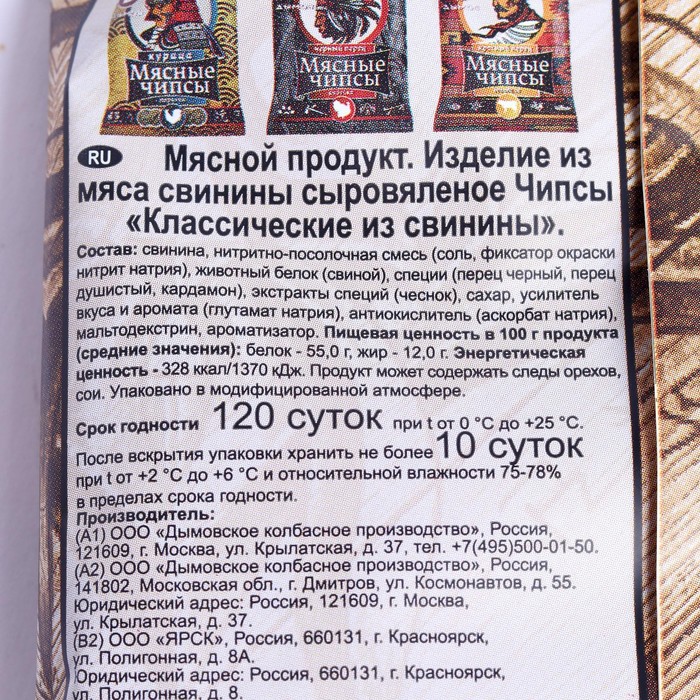 курица
Мясные
чипсы
черный перец
Мясные
чипсы
Мясные
чипсы
RU
Мясной продукт. Изделие из
мяса свинины сыровяленое Чипсы
«Классические из свинины».
Состав: свинина, нитритно-посолочная смесь (соль, фиксатор окраски
нитрит натрия), животный белок (свиной), специи (перец черный, перец
душистый, кардамон), экстракты специй (чеснок), сахар, усилитель
вкуса и аромата (глутамат натрия), антиокислитель (аскорбат натрия),
мальтодекстрин, ароматизатор. Пищевая ценность в 100 г продукта
(средние значения): белок - 55,0 г, жир - 12,0 г. Энергетическая
ценность - 328 ккал/1370 кДж. Продукт может содержать следы орехов,
сои. Упаковано в модифицированной атмосфере.
Срок годности 120 суток при t от 0 °C до +25 °C.
После вскрытия упаковки хранить не более 10 суток
при t от +2 °C до +6 °C и относительной влажности 75-78%
в пределах срока годности.
Производитель:
(А1) ООО «Дымовское колбасное производство», Россия,
121609, г. Москва, ул. Крылатская, д. 37, тел. +7(495)500-01-50.
(А2) ООО «Дымовское колбасное производство», Россия,
141802, Московская обл., г. Дмитров, ул. Космонавтов, д. 55.
Юридический адрес: Россия, 121609, г. Москва,
ул. Крылатская, д. 37.
(В2) ООО «ЯРСК», Россия, 660131, г. Красноярск,
ул. Полигонная, д. 8А.
Юридический адрес: Россия, 660131, г. Красноярск,
ул. Полигонная, д. 8.